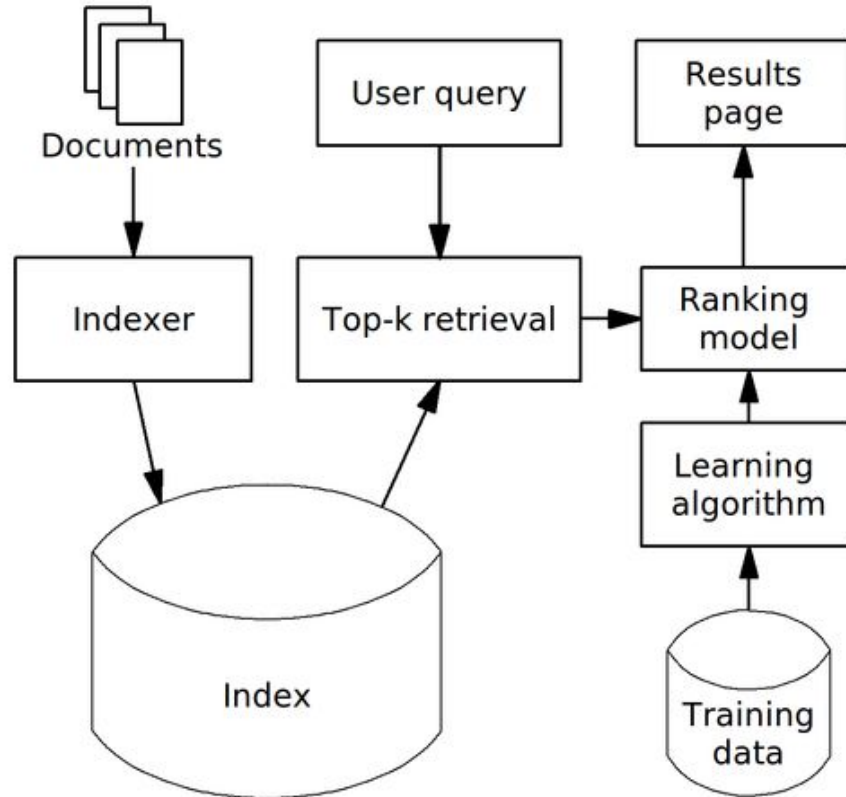 Documents
User query
Results
page
Indexer
Top-k retrieval
Ranking
model
Learning
algorithm
Index
Training
data